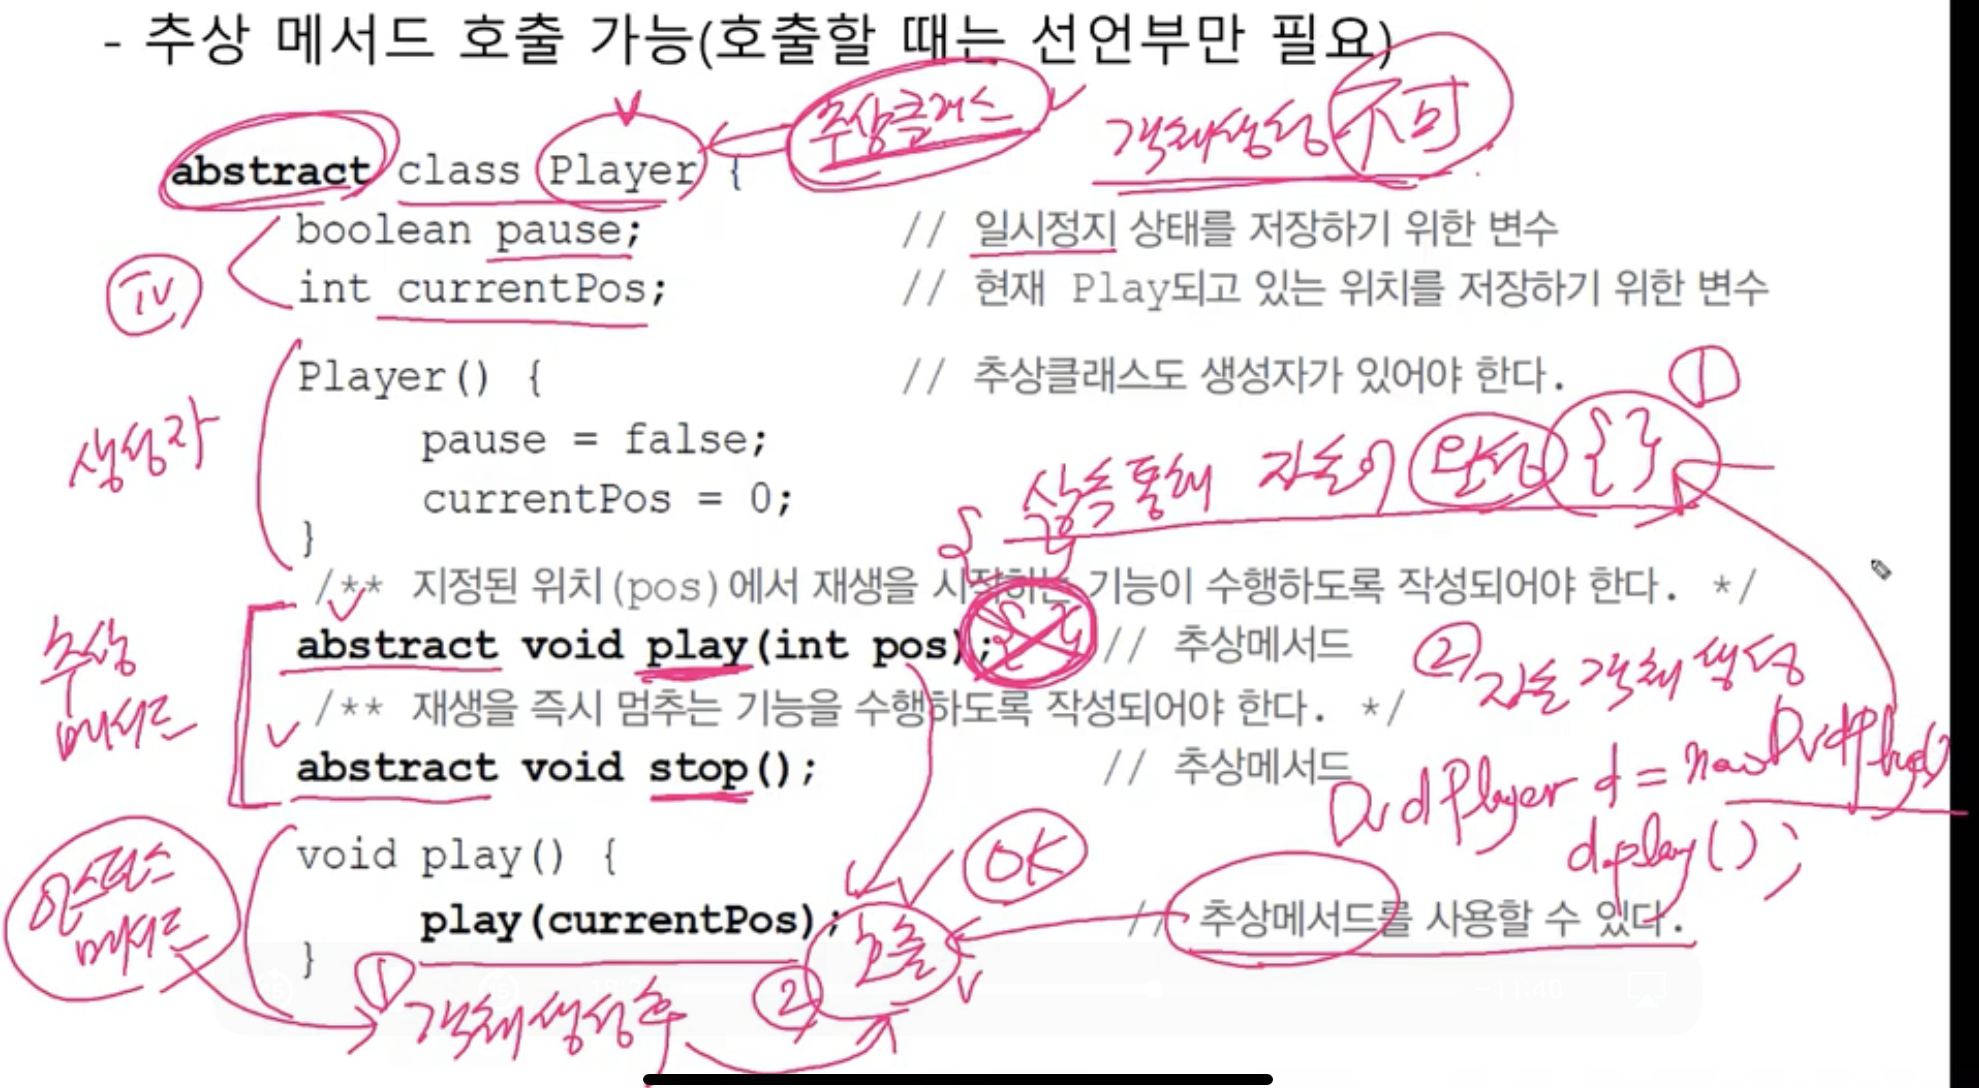 - 추상 메서드 호출 가능(호출할 때는 선언부만 필요)
추상클래스
객체생성 不可
abstract class Player {
boolean pause; // 일시정지 상태를 저장하기 위한 변수
iv
int currentPos; // 현재 Play되고 있는 위치를 저장하기 위한 변수
Player() { // 추상클래스도 생성자가 있어야 한다.
①
생성자
pause = false;
상속통해 자손이 완성 { }
currentPos = 0;
}
{ }
/** 지정된 위치(pos)에서 재생을 시작하는 기능이 수행하도록 작성되어야 한다. */
추상
메서드
abstract void play(int pos); { } // 추상메서드
② 자손 객체 생성
/** 재생을 즉시 멈추는 기능을 수행하도록 작성되어야 한다. */
abstract void stop(); // 추상메서드
DvdPlayer d = new DvdPlayer()
d.play();
void play() {
OK
인스턴스
메서드
play(currentPos); // 추상메서드를 사용할 수 있다.
호출
}
① 객체생성 후 ②
-11:40